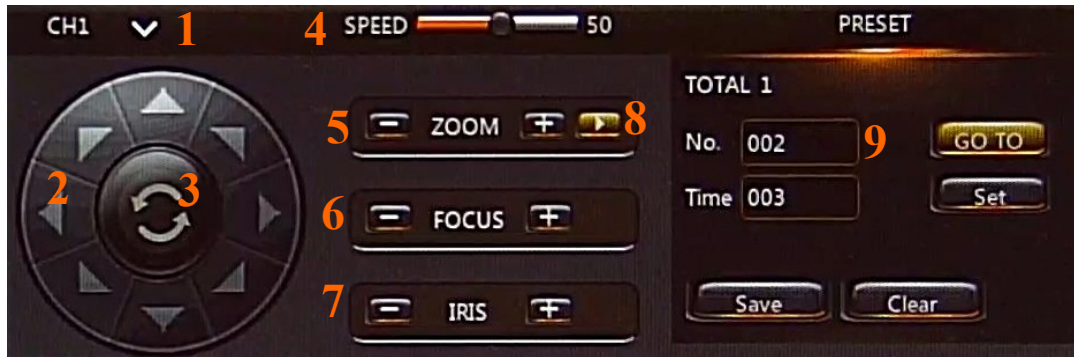 CH1 1
4 SPEED 50
PRESET
TOTAL 1
5 - ZOOM + 8
No. 002 9 GO TO
2 3
6 - FOCUS +
Time 003 Set
7 - IRIS +
Save Clear